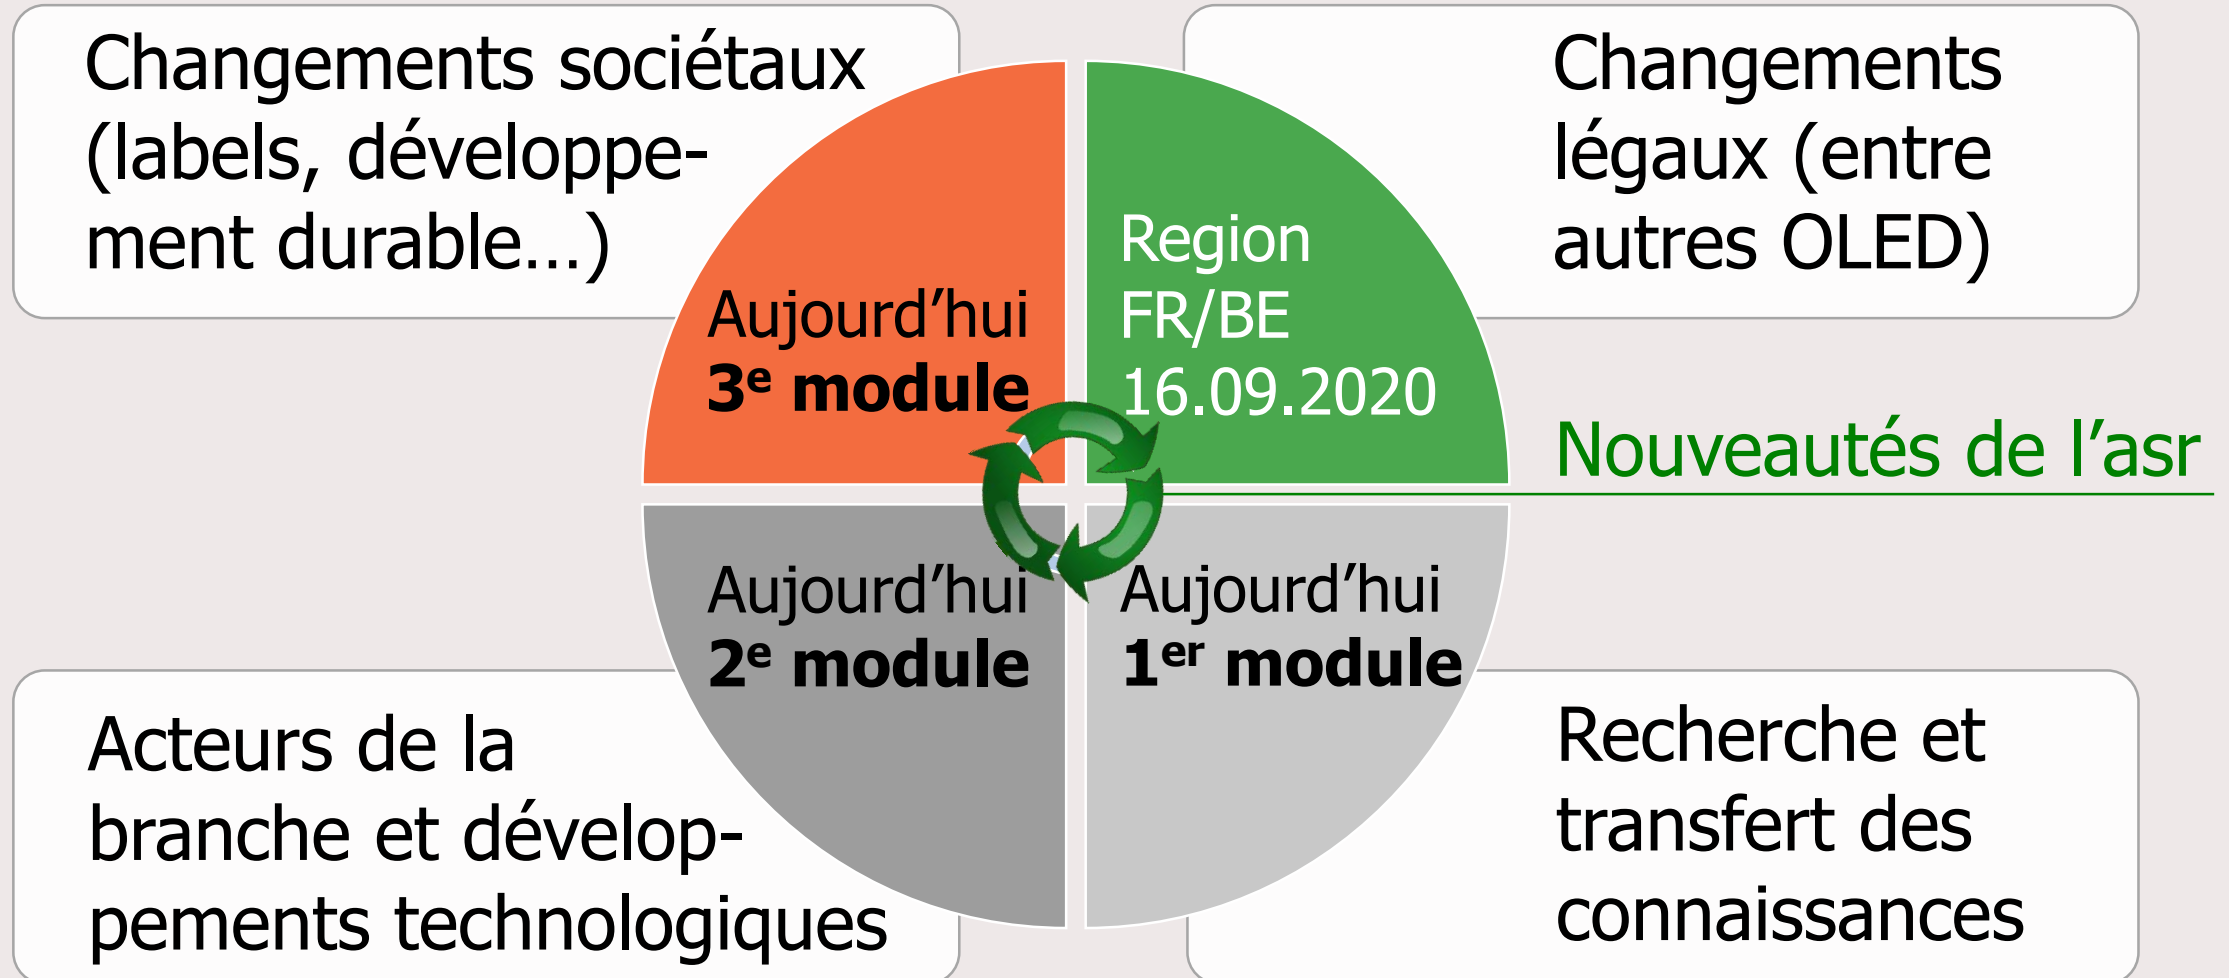 Changements sociétaux
(labels, développe-
ment durable…)
Changements
légaux (entre
autres OLED)
Aujourd’hui
3e module
Region
FR/BE
16.09.2020
Nouveautés de l’asr
Aujourd’hui
2e module
Aujourd’hui
1er module
Acteurs de la
branche et dévelop-
pements technologiques
Recherche et
transfert des
connaissances